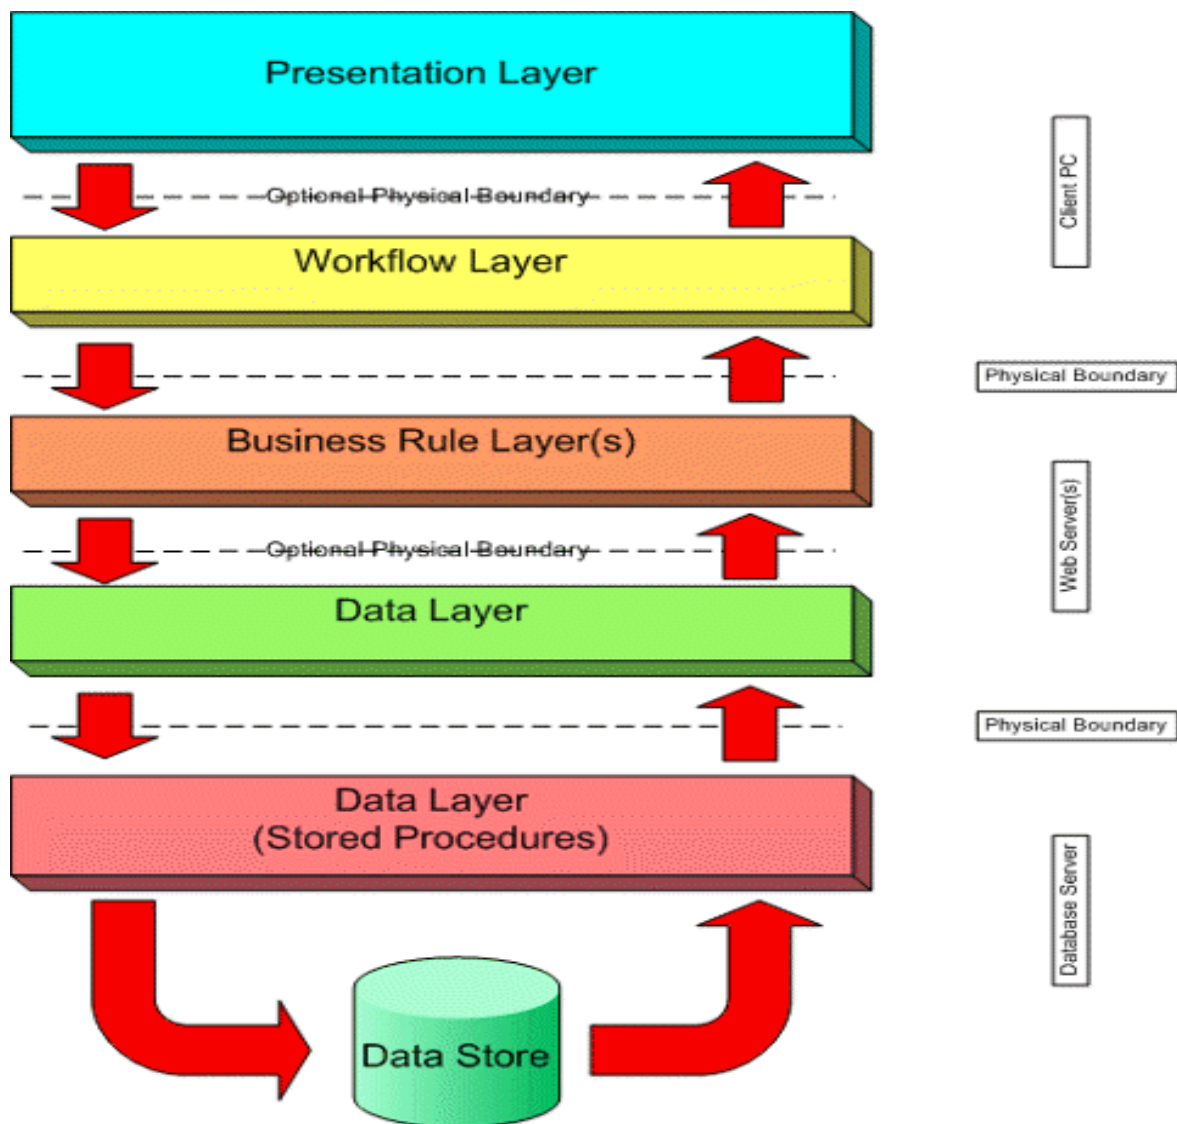 Presentation Layer
Optional Physical Boundary
Client PC
Workflow Layer
Physical Boundary
Business Rule Layer(s)
Web Server(s)
Optional Physical Boundary
Data Layer
Physical Boundary
Data Layer
(Stored Procedures)
Database Server
Data Store